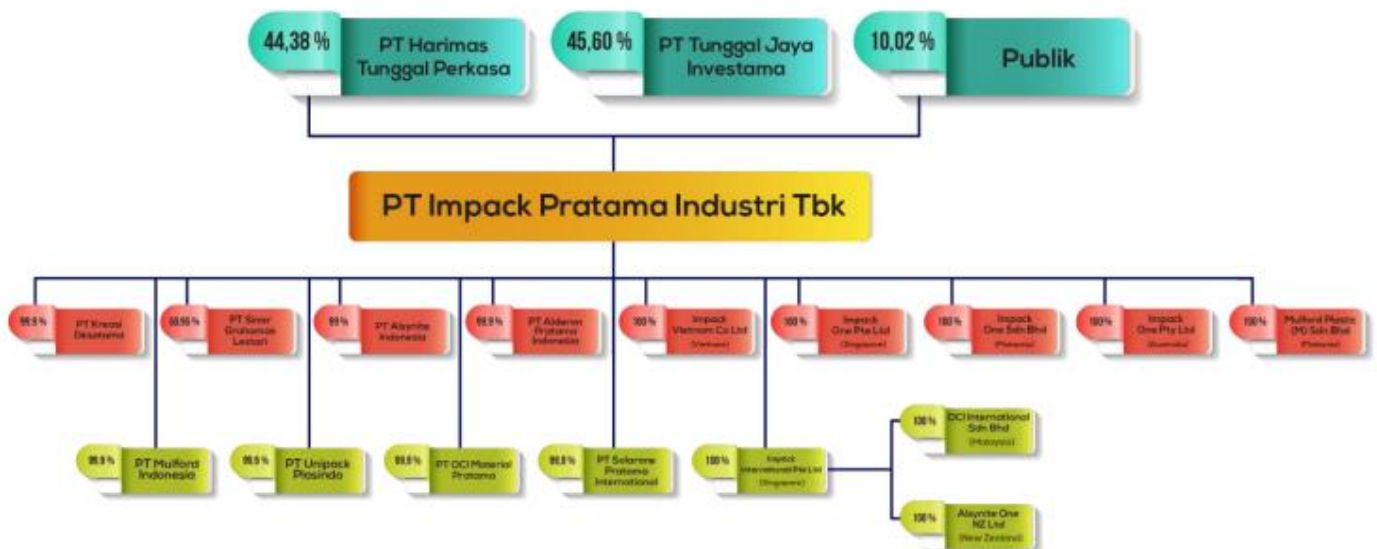 44,38 %
PT Harimas
Tunggal Perkasa
45,60 %
PT Tunggal Jaya
Investama
10,02 %
Publik
PT Impack Pratama Industri Tbk
99,9 %
PT Kreasi
Dasatama
PT Sinar
Grahamas
Lestari
99 %
PT Alsynite
Indonesia
99,9 %
PT Alderon
Pratama
Indonesia
100 %
Impack
Vietnam Co Ltd
(Vietnam)
100 %
Impack
One Pte Ltd
(Singapore)
100 %
Impack
One Sdn Bhd
(Malaysia)
100%
Impack
One Pty Ltd
(Australia)
100 %
Mulford Plastic
(M) Sdn Bhd
(Malaysia)
99,9 %
PT Mulford
Indonesia
99,9 %
PT Unipack
Plasindo
99,9 %
PT OCI Material
Pratama
99,9 %
PT Solarone
Pratama
International
100 %
Impack
International Pte Ltd
(Singapore)
100 %
OCI International
Sdn Bhd
(Malaysia)
100 %
Alsynite One
NZ Ltd
(New Zealand)